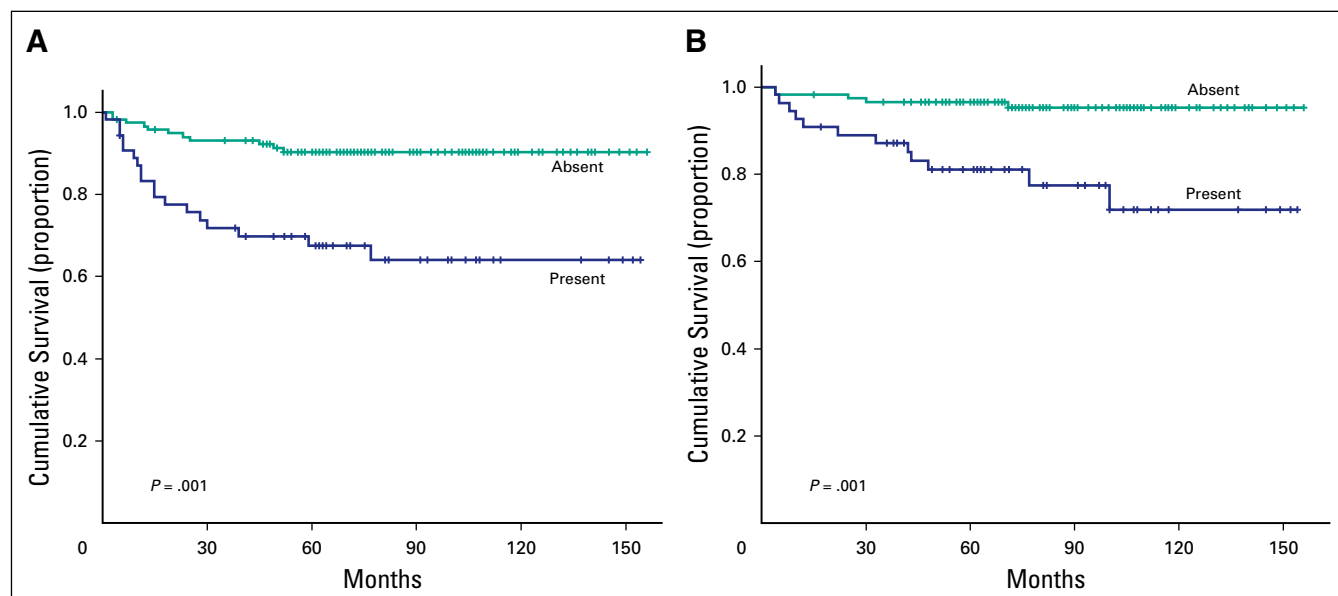 A
Cumulative Survival (proportion)
1.0
0.8
0.6
0.4
0.2
0
30
60
90
120
150
Months
Absent
Present
P = .001
B
Cumulative Survival (proportion)
1.0
0.8
0.6
0.4
0.2
0
30
60
90
120
150
Months
Absent
Present
P = .001